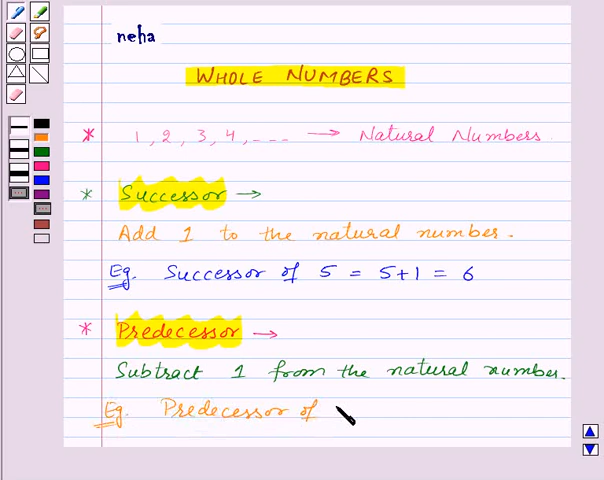 neha
WHOLE NUMBERS
* 1, 2, 3, 4, ---- → Natural Numbers.
* Successor →
Add 1 to the natural number.
Eg. Successor of 5 = 5+1 = 6
* Predecessor →
Subtract 1 from the natural number.
Eg. Predecessor of